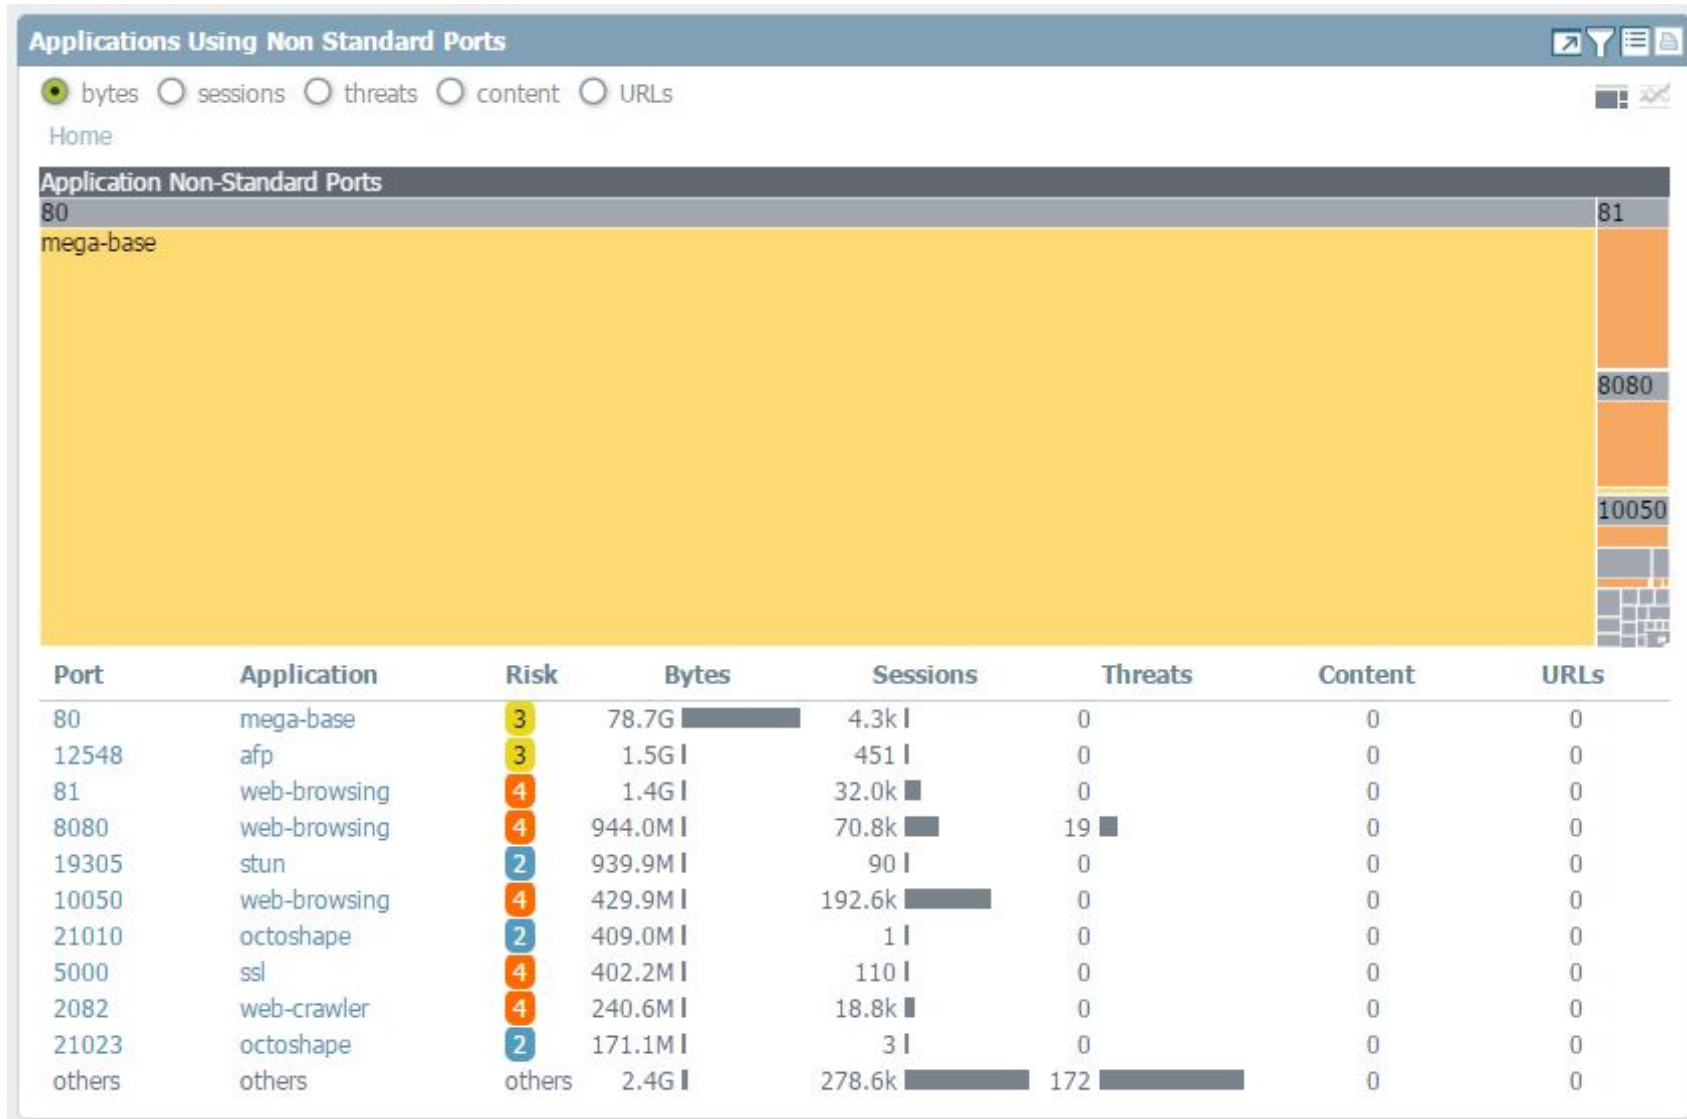 Applications Using Non Standard Ports
bytes sessions threats content URLs
Home
Application Non-Standard Ports
80 81
mega-base
8080
10050
Port Application Risk Bytes Sessions Threats Content URLs
80 mega-base 3 78.7G 4.3k 0 0 0
12548 afp 3 1.5G 451 0 0 0
81 web-browsing 4 1.4G 32.0k 0 0 0
8080 web-browsing 4 944.0M 70.8k 19 0 0
19305 stun 2 939.9M 90 0 0 0
10050 web-browsing 4 429.9M 192.6k 0 0 0
21010 octoshape 2 409.0M 1 0 0 0
5000 ssl 4 402.2M 110 0 0 0
2082 web-crawler 4 240.6M 18.8k 0 0 0
21023 octoshape 2 171.1M 3 0 0 0
others others others 2.4G 278.6k 172 0 0